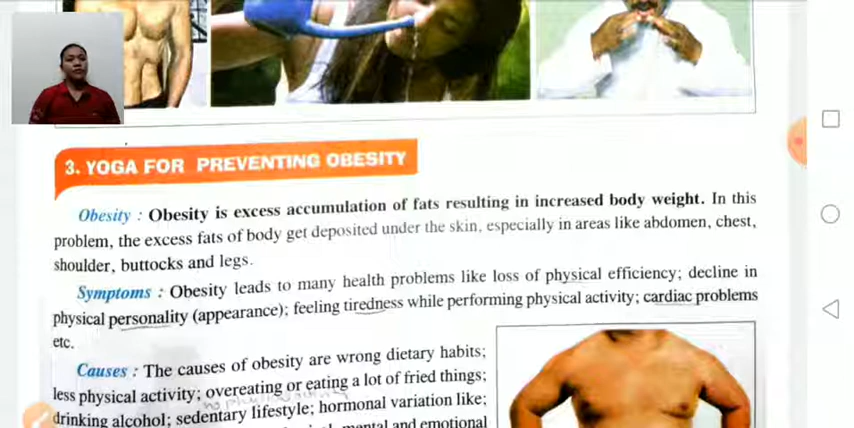 3. YOGA FOR PREVENTING OBESITY
Obesity : Obesity is excess accumulation of fats resulting in increased body weight. In this
problem, the excess fats of body get deposited under the skin, especially in areas like abdomen, chest,
shoulder, buttocks and legs.
Symptoms : Obesity leads to many health problems like loss of physical efficiency; decline in
physical personality (appearance); feeling tiredness while performing physical activity; cardiac problems
etc.
Causes : The causes of obesity are wrong dietary habits;
less physical activity; overeating or eating a lot of fried things;
drinking alcohol; sedentary lifestyle; hormonal variation like;
mental and emotional